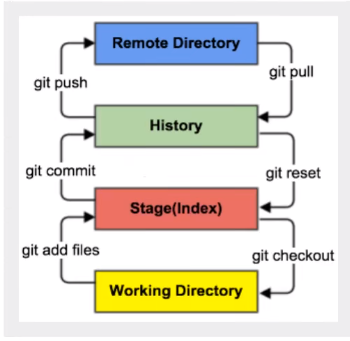 Remote Directory
git push
git pull
History
git commit
git reset
Stage(Index)
git add files
git checkout
Working Directory